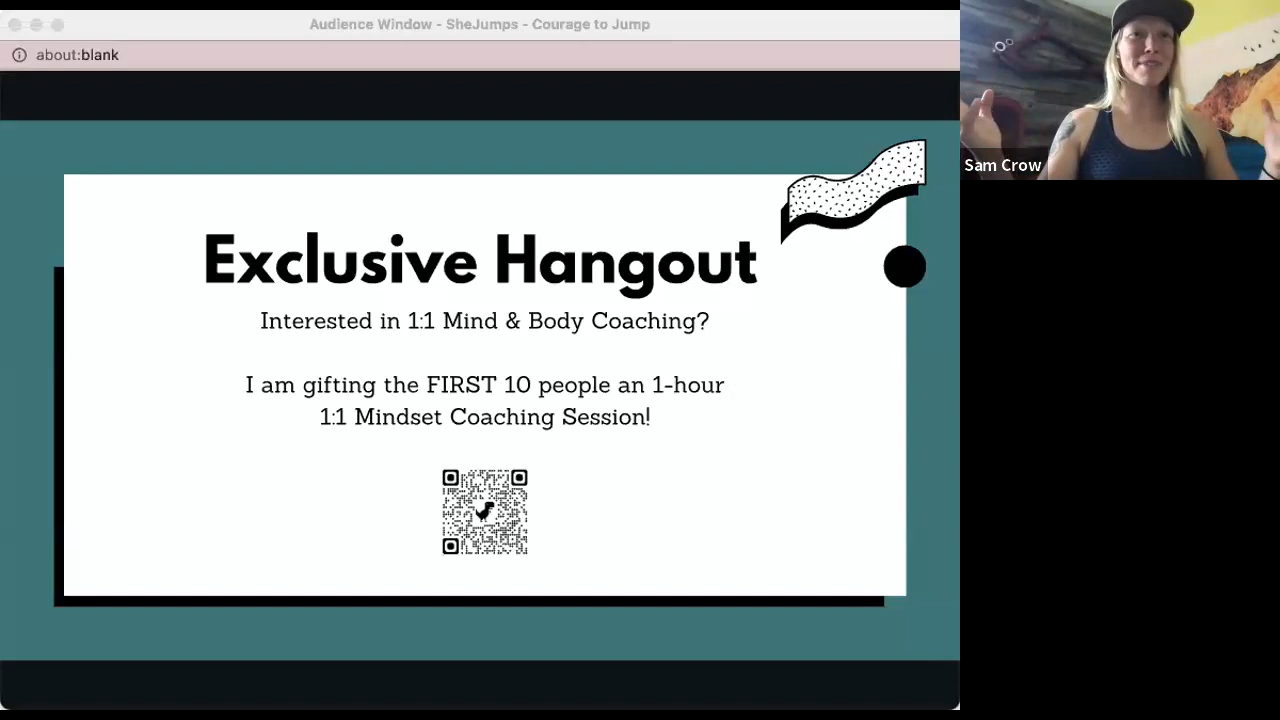 Audience Window - SheJumps - Courage to Jump
about:blank
Sam Crow
Exclusive Hangout
Interested in 1:1 Mind & Body Coaching?
I am gifting the FIRST 10 people an 1-hour
1:1 Mindset Coaching Session!